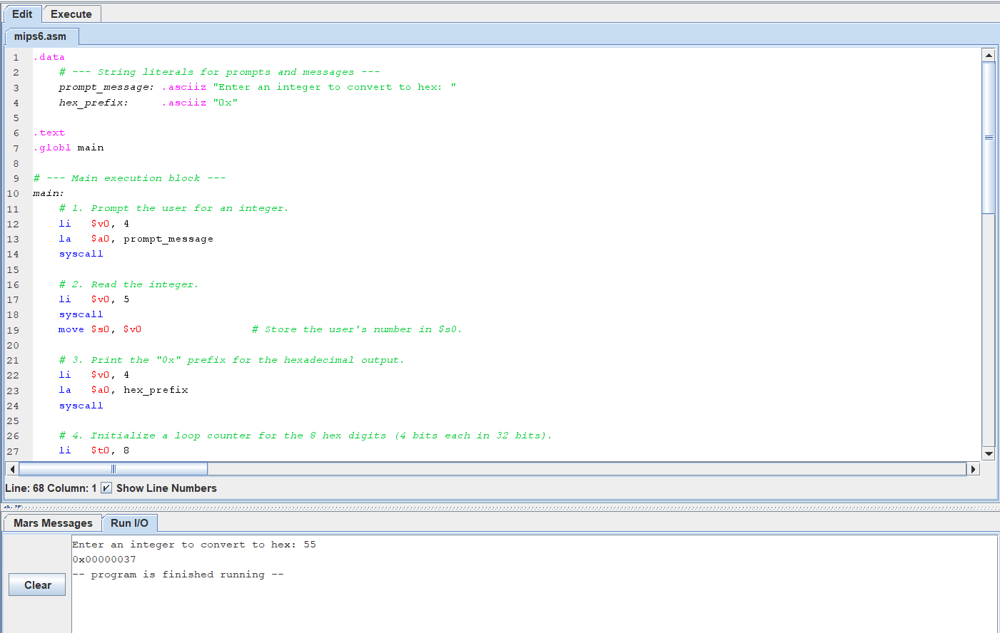 Edit Execute
mips6.asm
1 .data
2 # --- String literals for prompts and messages ---
3 prompt_message: .asciiz "Enter an integer to convert to hex: "
4 hex_prefix: .asciiz "0x"
5
6 .text
7 .globl main
8
9 # --- Main execution block ---
10 main:
11 # 1. Prompt the user for an integer.
12 li $v0, 4
13 la $a0, prompt_message
14 syscall
15
16 # 2. Read the integer.
17 li $v0, 5
18 syscall
19 move $s0, $v0 # Store the user's number in $s0.
20
21 # 3. Print the "0x" prefix for the hexadecimal output.
22 li $v0, 4
23 la $a0, hex_prefix
24 syscall
25
26 # 4. Initialize a loop counter for the 8 hex digits (4 bits each in 32 bits).
27 li $t0, 8
Line: 68 Column: 1 Show Line Numbers
Mars Messages Run I/O
Enter an integer to convert to hex: 55
0x00000037
-- program is finished running --
Clear